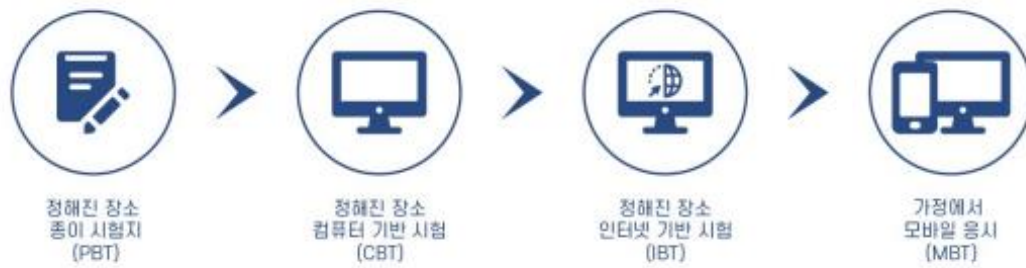 정해진 장소
종이 시험지
(PBT)
정해진 장소
컴퓨터 기반 시험
(CBT)
정해진 장소
인터넷 기반 시험
(IBT)
가정에서
모바일 응시
(MBT)